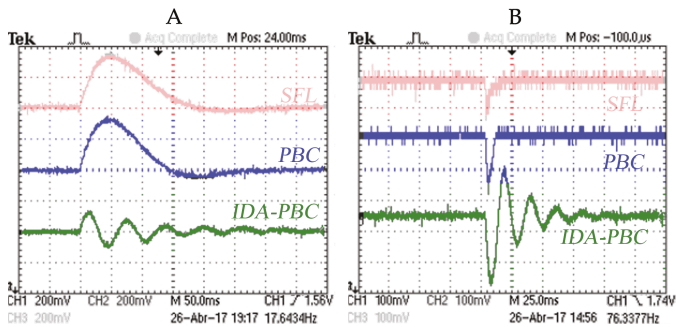 A
B
Tek
Acq Complete
M Pos: 24.00ms
Tek
Acq Complete
M Pos: -100.0us
SFL
SFL
PBC
PBC
IDA-PBC
IDA-PBC
CH1 200mV
CH2 200mV
M 50.0ms
CH1 / 1.56V
CH1 100mV
CH2 100mV
M 25.0ms
CH1 / 1.74V
CH3 200mV
26-Abr-17 19:17
17.6434Hz
CH3 100mV
26-Abr-17 14:56
76.3377Hz